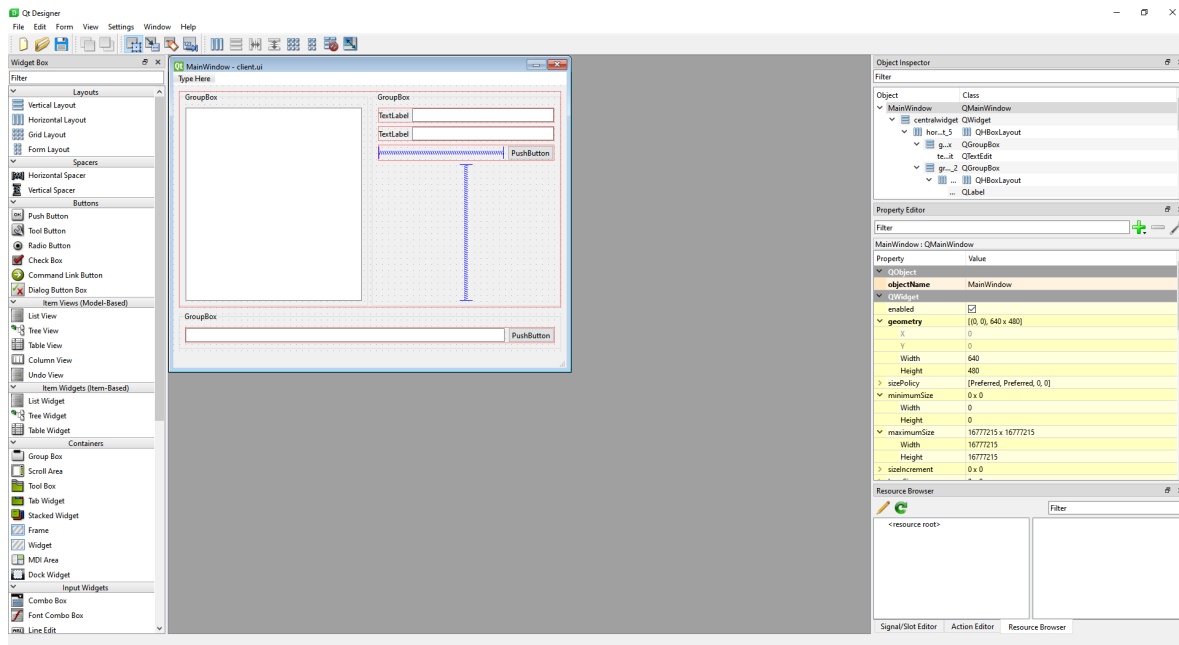 Qt Designer
File Edit Form View Settings Window Help
Widget Box
Filter
Layouts
Vertical Layout
Horizontal Layout
Grid Layout
Form Layout
Spacers
Horizontal Spacer
Vertical Spacer
Buttons
Push Button
Tool Button
Radio Button
Check Box
Command Link Button
Dialog Button Box
Item Views (Model-Based)
List View
Tree View
Table View
Column View
Undo View
Item Widgets (Item-Based)
List Widget
Tree Widget
Table Widget
Containers
Group Box
Scroll Area
Tool Box
Tab Widget
Stacked Widget
Frame
Widget
MDI Area
Dock Widget
Input Widgets
Combo Box
Font Combo Box
Line Edit
MainWindow - client.ui
Type Here
GroupBox
GroupBox
TextLabel
TextLabel
PushButton
GroupBox
PushButton
Object Inspector
Filter
Object Class
MainWindow QMainWindow
centralwidget QWidget
hor...t_5 QHBoxLayout
g...x QGroupBox
te...it QTextEdit
gr..._2 QGroupBox
... QHBoxLayout
... QLabel
Property Editor
Filter
MainWindow : QMainWindow
Property Value
QObject
objectName MainWindow
QWidget
enabled
geometry [(0, 0), 640 x 480]
X 0
Y 0
Width 640
Height 480
sizePolicy [Preferred, Preferred, 0, 0]
minimumSize 0 x 0
Width 0
Height 0
maximumSize 16777215 x 16777215
Width 16777215
Height 16777215
sizeIncrement 0 x 0
Resource Browser
Filter
<resource root>
Signal/Slot Editor Action Editor Resource Browser